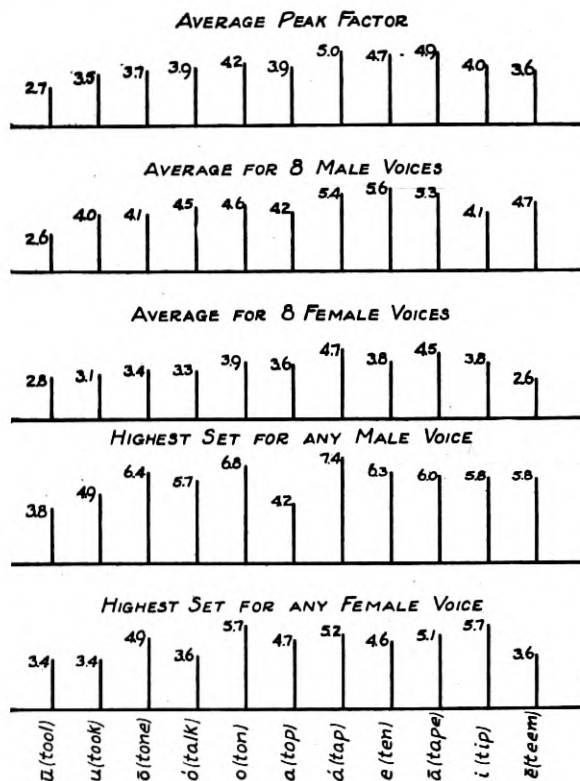 AVERAGE PEAK FACTOR
2.7 3.5 3.7 3.9 4.2 3.9 5.0 4.7 4.9 4.0 3.6
AVERAGE FOR 8 MALE VOICES
2.6 4.0 4.1 4.5 4.6 4.2 5.4 5.6 5.3 4.1 4.7
AVERAGE FOR 8 FEMALE VOICES
2.8 3.1 3.4 3.3 3.9 3.6 4.7 3.8 4.5 3.8 2.6
HIGHEST SET FOR ANY MALE VOICE
3.8 4.9 6.4 5.7 6.8 4.2 7.4 6.3 6.0 5.8 5.8
HIGHEST SET FOR ANY FEMALE VOICE
3.4 3.4 4.9 3.6 5.7 4.7 5.2 4.6 5.1 5.7 3.6
ū (tool)
u (took)
ō (tone)
ó (talk)
o (ton)
a (top)
á (tap)
e (ten)
ā (tape)
i (tip)
ē (teem)